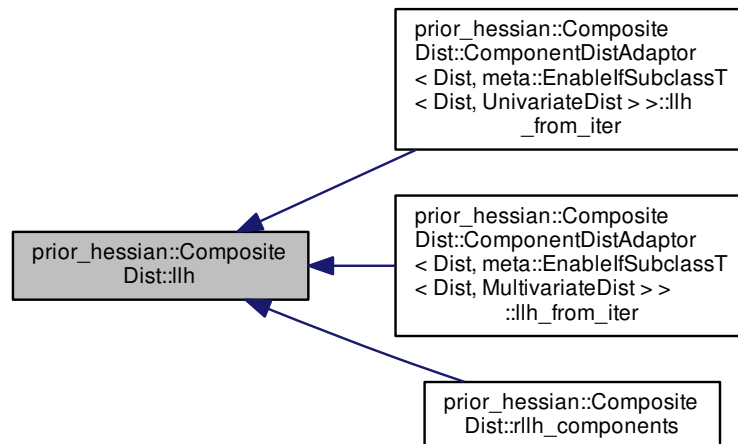 prior_hessian::Composite
Dist::ComponentDistAdaptor
< Dist, meta::EnableIfSubclassT
< Dist, UnivariateDist > >::llh
_from_iter
prior_hessian::Composite
Dist::llh
prior_hessian::Composite
Dist::ComponentDistAdaptor
< Dist, meta::EnableIfSubclassT
< Dist, MultivariateDist > >
::llh_from_iter
prior_hessian::Composite
Dist::rllh_components